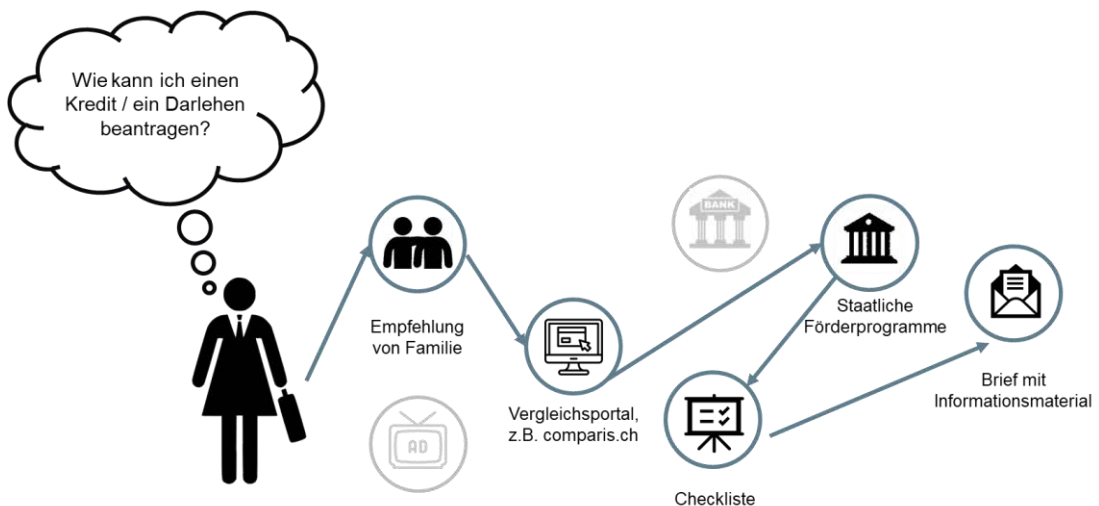 Wie kann ich einen
Kredit / ein Darlehen
beantragen?
BANK
Empfehlung
von Familie
Staatliche
Förderprogramme
Brief mit
Informationsmaterial
Vergleichsportal,
z.B. comparis.ch
AD
Checkliste